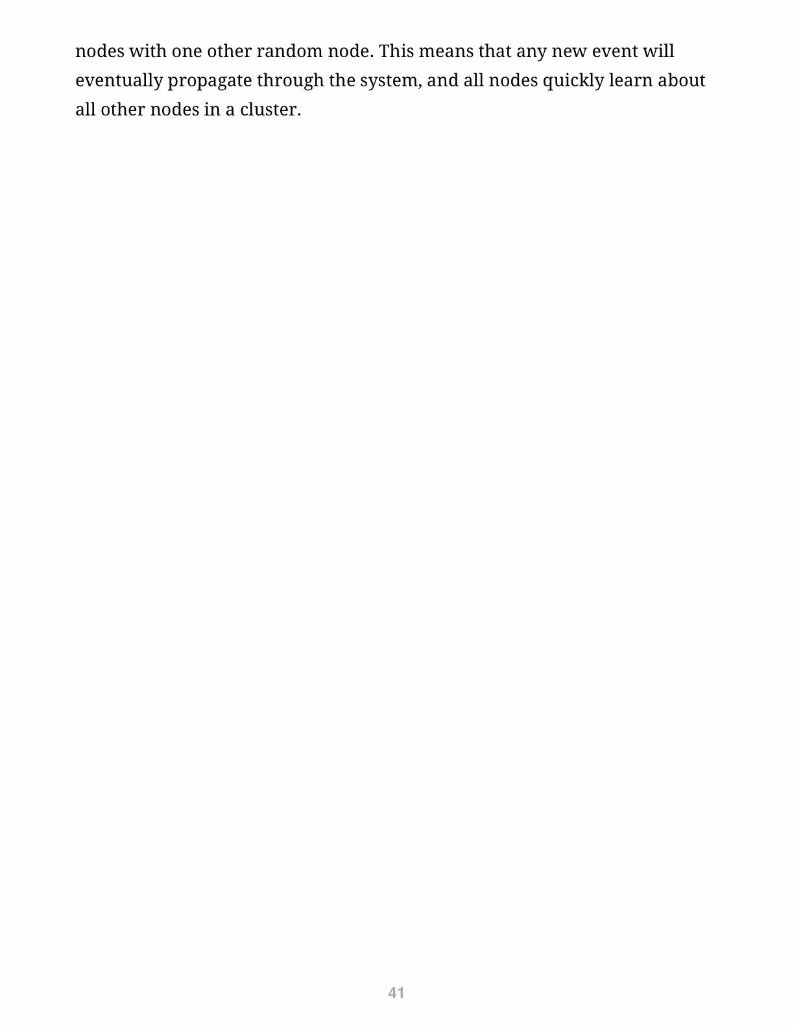 nodes with one other random node. This means that any new event will
eventually propagate through the system, and all nodes quickly learn about
all other nodes in a cluster.
41